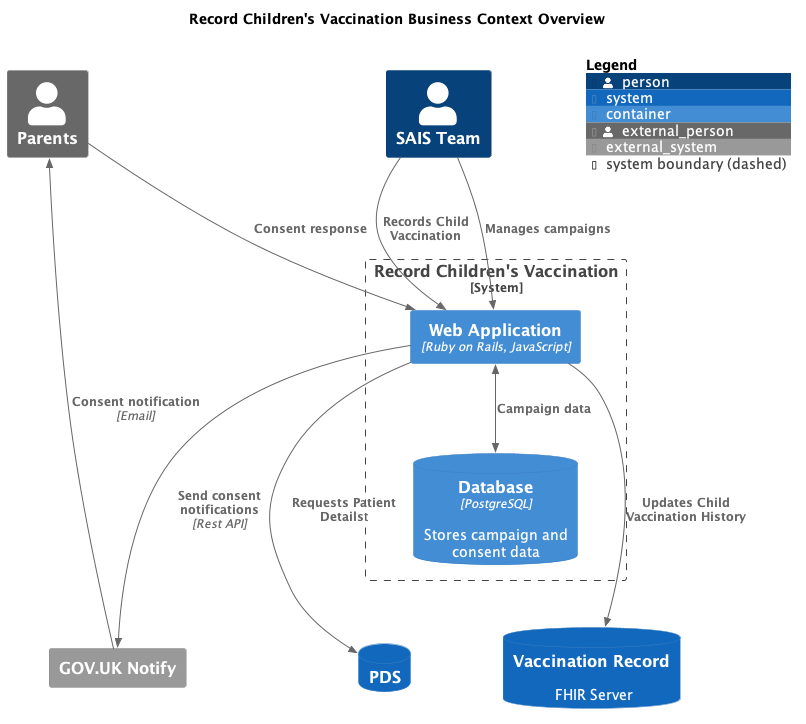 Record Children's Vaccination Business Context Overview
Legend
person
system
container
external_person
external_system
system boundary (dashed)
Parents
SAIS Team
Consent response
Records Child
Vaccination
Manages campaigns
Record Children's Vaccination
[System]
Web Application
[Ruby on Rails, JavaScript]
Consent notification
[Email]
Campaign data
Database
[PostgreSQL]
Stores campaign and
consent data
Send consent
notifications
[Rest API]
Requests Patient
Detailst
Updates Child
Vaccination History
GOV.UK Notify
PDS
Vaccination Record
FHIR Server